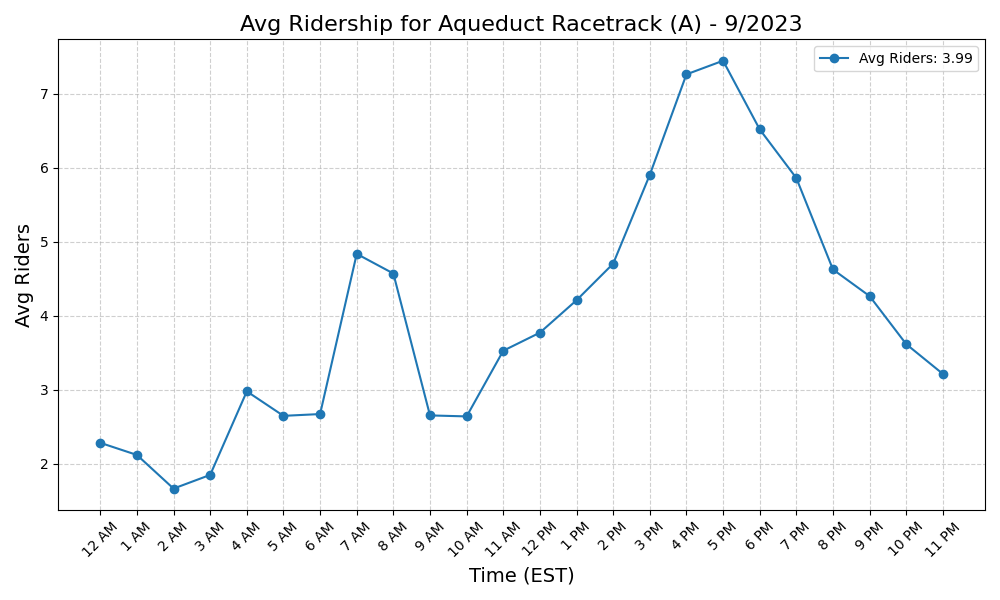 Avg Ridership for Aqueduct Racetrack (A) - 9/2023
Avg Riders: 3.99
Avg Riders
7
6
5
4
3
2
12 AM
1 AM
2 AM
3 AM
4 AM
5 AM
6 AM
7 AM
8 AM
9 AM
10 AM
11 AM
12 PM
1 PM
2 PM
3 PM
4 PM
5 PM
6 PM
7 PM
8 PM
9 PM
10 PM
11 PM
Time (EST)